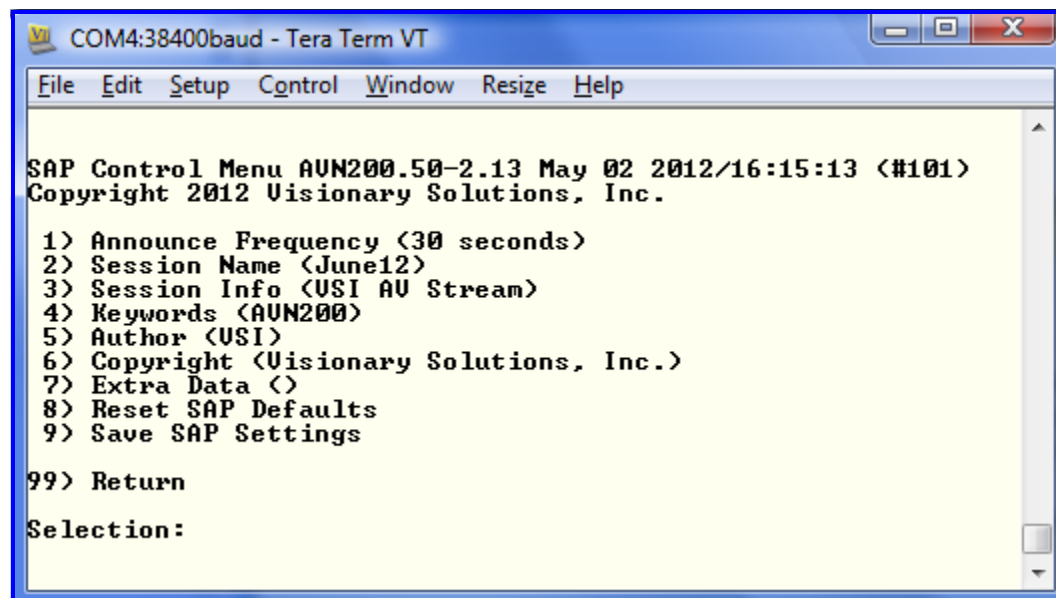 COM4:38400baud - Tera Term VT
File Edit Setup Control Window Resize Help
SAP Control Menu AVN200.50-2.13 May 02 2012/16:15:13 (#101)
Copyright 2012 Visionary Solutions, Inc.
1) Announce Frequency (30 seconds)
2) Session Name (June12)
3) Session Info (VSI AV Stream)
4) Keywords (AVN200)
5) Author (VSI)
6) Copyright (Visionary Solutions, Inc.)
7) Extra Data ()
8) Reset SAP Defaults
9) Save SAP Settings
99) Return
Selection: